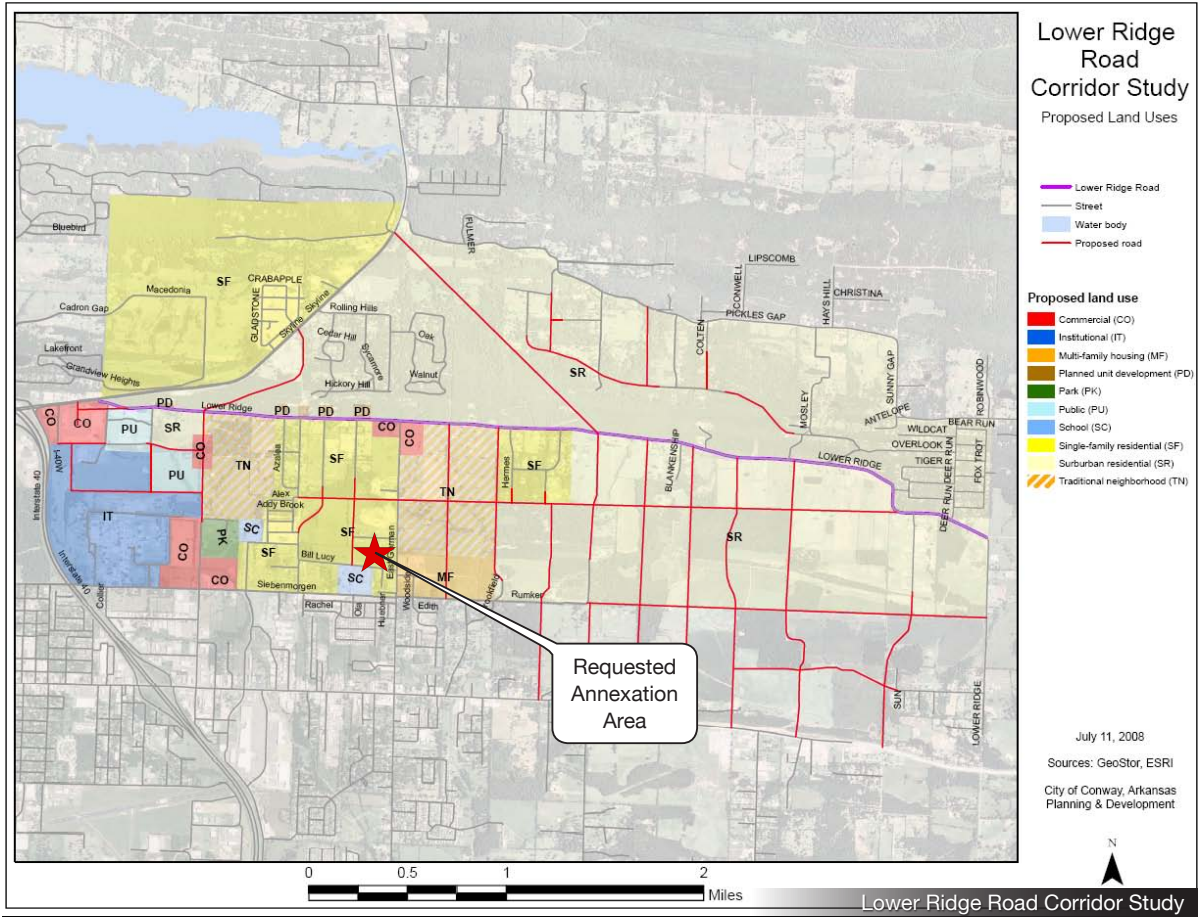 Lower Ridge
Road
Corridor Study
Proposed Land Uses
Lower Ridge Road
Street
Water body
Proposed road
Proposed land use
Commercial (CO)
Institutional (IT)
Multi-family housing (MF)
Planned unit development (PD)
Park (PK)
Public (PU)
School (SC)
Single-family residential (SF)
Surburban residential (SR)
Traditional neighborhood (TN)
July 11, 2008
Sources: GeoStor, ESRI
City of Conway, Arkansas
Planning & Development
N
Bluebird
FULMER
LIPSCOMB
SF
CRABAPPLE
CONWELL
HAYS HILL
CHRISTINA
Macedonia
GLADSTONE
Skyline
Skyline
Rolling Hills
Cadron Gap
PICKLES GAP
COLTEN
Cedar Hill
Sycamore
Oak
Walnut
Lakefront
Grandview Heights
Hickory Hill
SR
SUNNY GAP
ROBINWOOD
MOSLEY
ANTELOPE
BEAR RUN
PD
Lower Ridge
PD
PD
PD
CO
CO
PU
SR
CO
CO
CO
WILDCAT
OVERLOOK
TIGER
DEER RUN
FOX TROT
LOWER RIDGE
BLANKENSHIP
I-40W
PU
TN
Azalea
SF
Hermes
SF
TN
Interstate 40
Alex
Addy Brook
DEER RUN
IT
CO
PK
SC
SF
SF
SR
Bill Lucy
SC
MF
Interstate 40
Collier
CO
Siebenmorgen
Rumker
Rachel
Ola
Huebner
Woodside
Edith
Requested
Annexation
Area
SUN
LOWER RIDGE
0
0.5
1
2
Miles
Lower Ridge Road Corridor Study